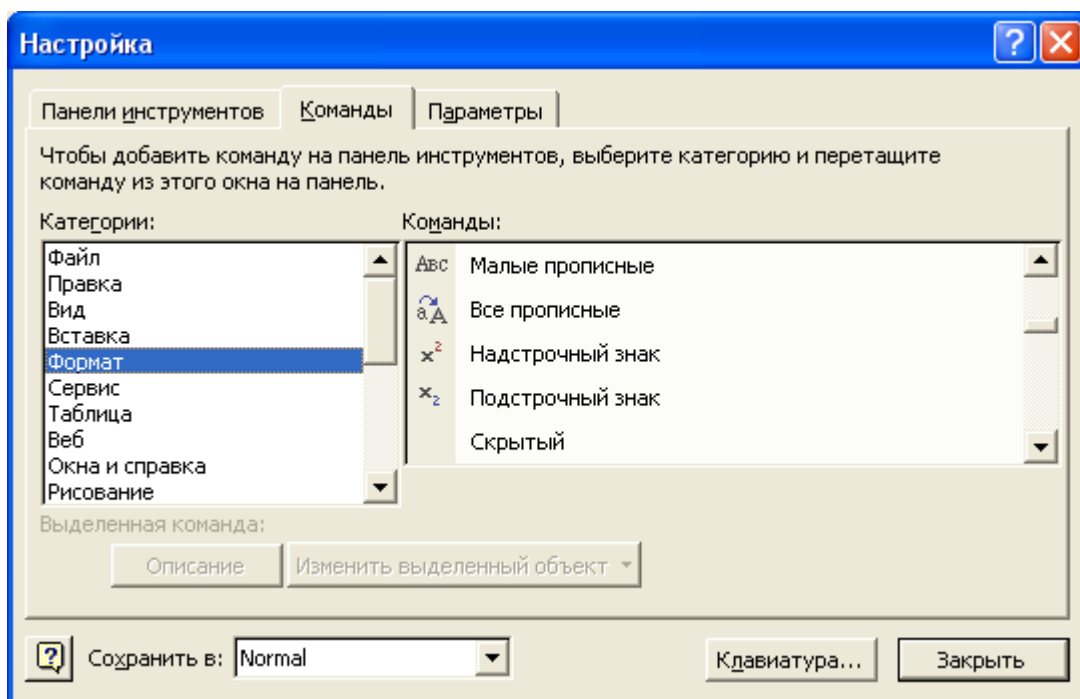 Настройка
Панели инструментов
Команды
Параметры
Чтобы добавить команду на панель инструментов, выберите категорию и перетащите
команду из этого окна на панель.
Категории:
Файл
Правка
Вид
Вставка
Формат
Сервис
Таблица
Веб
Окна и справка
Рисование
Команды:
Малые прописные
Все прописные
Надстрочный знак
Подстрочный знак
Скрытый
Выделенная команда:
Описание
Изменить выделенный объект
Сохранить в:
Normal
Клавиатура...
Закрыть